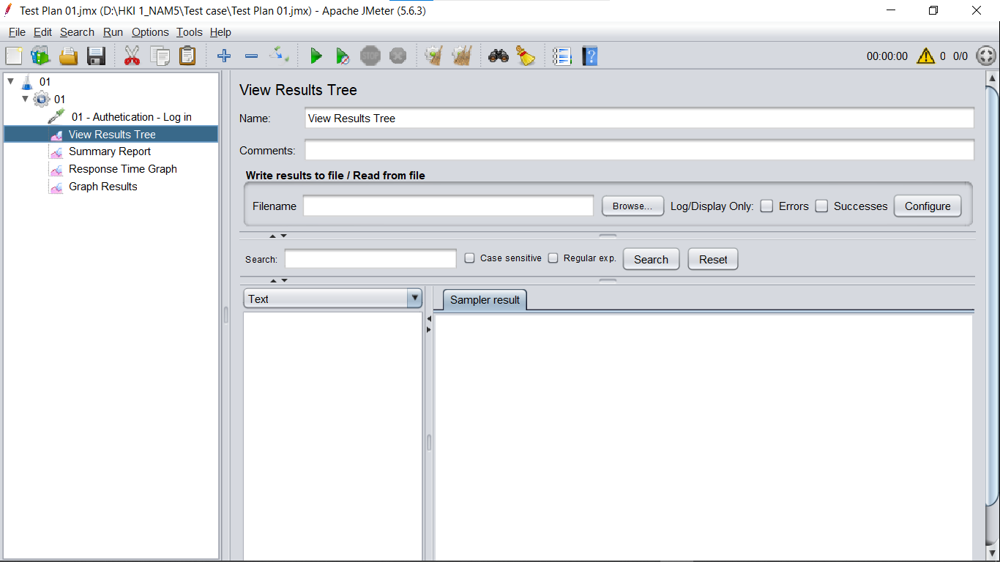 Test Plan 01.jmx (D:\HKI 1_NAM5\Test case\Test Plan 01.jmx) - Apache JMeter (5.6.3)
File Edit Search Run Options Tools Help
STOP 00:00:00 0 0/0
01
01
01 - Authetication - Log in
View Results Tree
Summary Report
Response Time Graph
Graph Results
View Results Tree
Name: View Results Tree
Comments:
Write results to file / Read from file
Filename Browse... Log/Display Only: Errors Successes Configure
Search: Case sensitive Regular exp. Search Reset
Text Sampler result